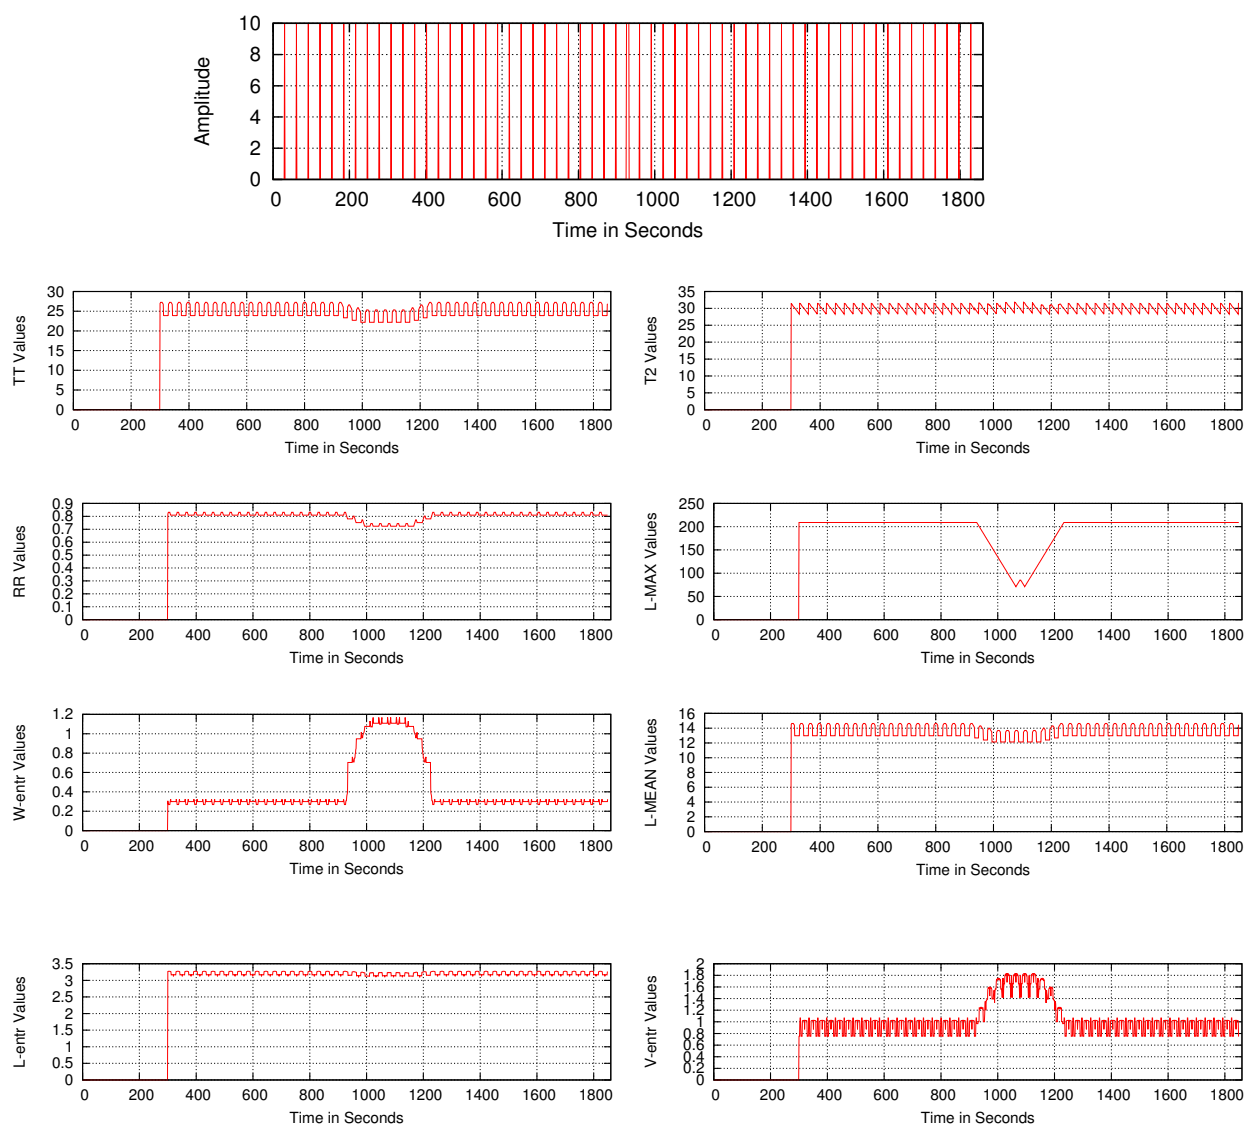 10
8
6
4
2
0
Amplitude
0 200 400 600 800 1000 1200 1400 1600 1800
Time in Seconds
30
25
20
15
10
5
0
TT Values
0 200 400 600 800 1000 1200 1400 1600 1800
Time in Seconds
35
30
25
20
15
10
5
0
T2 Values
0 200 400 600 800 1000 1200 1400 1600 1800
Time in Seconds
0.9
0.8
0.7
0.6
0.5
0.4
0.3
0.2
0.1
0
RR Values
0 200 400 600 800 1000 1200 1400 1600 1800
Time in Seconds
250
200
150
100
50
0
L-MAX Values
0 200 400 600 800 1000 1200 1400 1600 1800
Time in Seconds
1.2
1
0.8
0.6
0.4
0.2
0
W-entr Values
0 200 400 600 800 1000 1200 1400 1600 1800
Time in Seconds
16
14
12
10
8
6
4
2
0
L-MEAN Values
0 200 400 600 800 1000 1200 1400 1600 1800
Time in Seconds
3.5
3
2.5
2
1.5
1
0.5
0
L-entr Values
0 200 400 600 800 1000 1200 1400 1600 1800
Time in Seconds
2
1.8
1.6
1.4
1.2
1
0.8
0.6
0.4
0.2
0
V-entr Values
0 200 400 600 800 1000 1200 1400 1600 1800
Time in Seconds